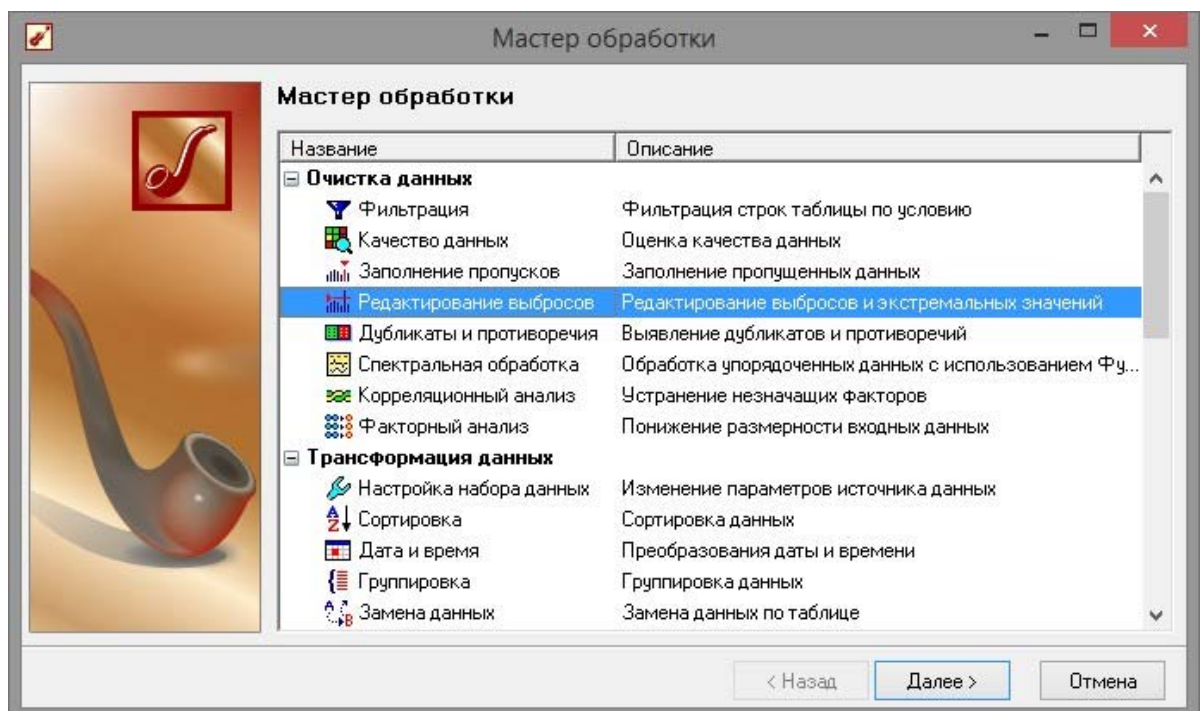 Мастер обработки
Мастер обработки
Название Описание
Очистка данных
Фильтрация Фильтрация строк таблицы по условию
Качество данных Оценка качества данных
Заполнение пропусков Заполнение пропущенных данных
Редактирование выбросов Редактирование выбросов и экстремальных значений
Дубликаты и противоречия Выявление дубликатов и противоречий
Спектральная обработка Обработка упорядоченных данных с использованием Фу...
Корреляционный анализ Устранение незначащих факторов
Факторный анализ Понижение размерности входных данных
Трансформация данных
Настройка набора данных Изменение параметров источника данных
Сортировка Сортировка данных
Дата и время Преобразования даты и времени
Группировка Группировка данных
Замена данных Замена данных по таблице
< Назад Далее > Отмена